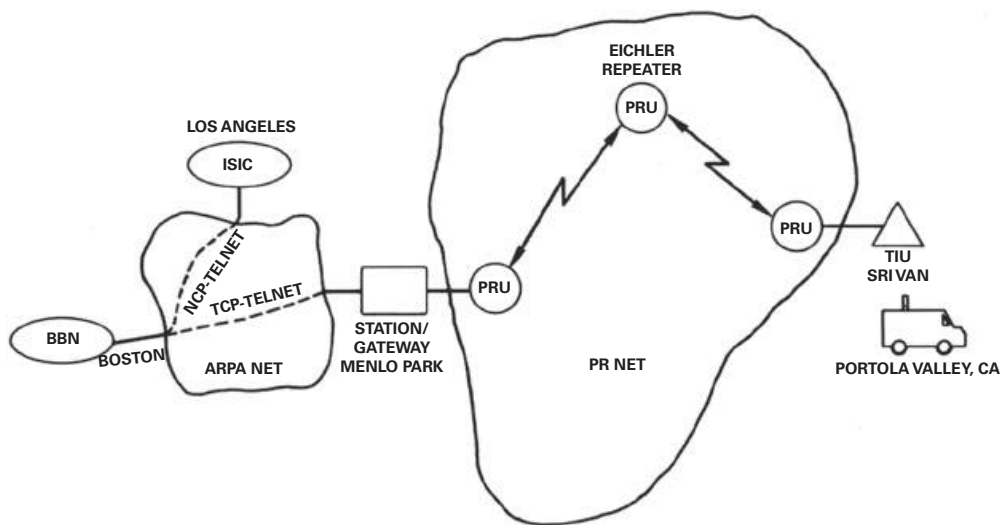 EICHLER
REPEATER
PRU
LOS ANGELES
ISIC
NCP-TELNET
TCP-TELNET
PRU
PRU
TIU
SRI VAN
BBN
BOSTON
ARPA NET
STATION/
GATEWAY
MENLO PARK
PR NET
PORTOLA VALLEY, CA